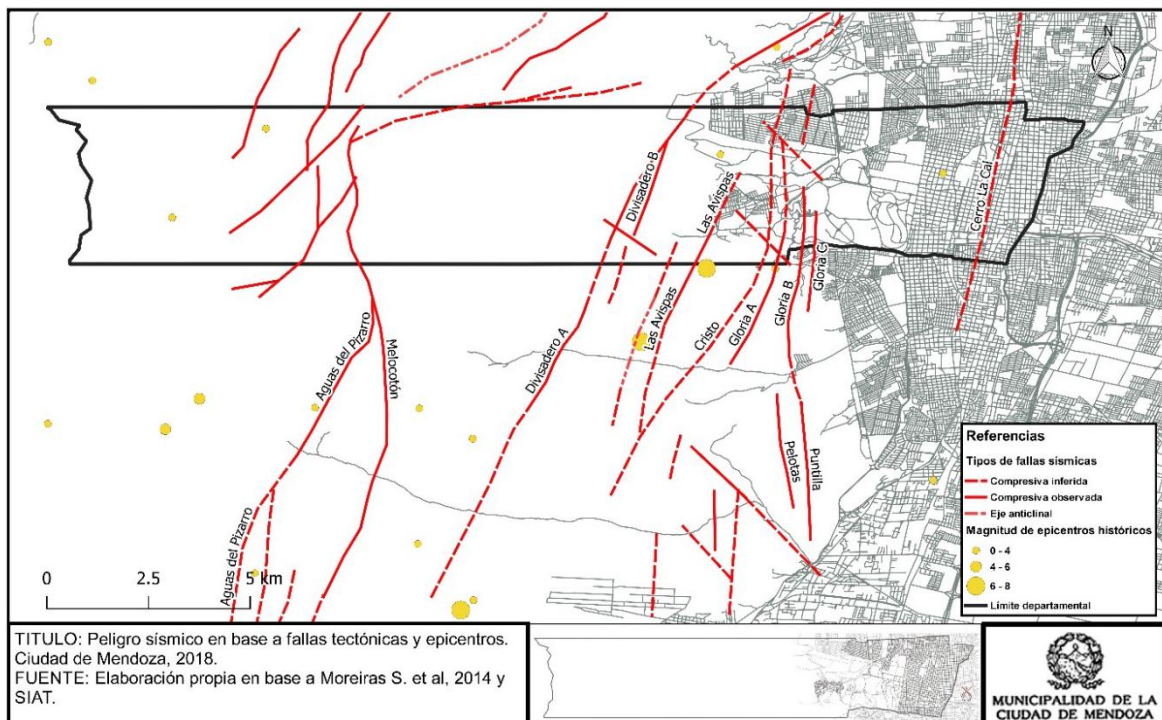 N
Divisadero B
Las Avispas
Cerro La Cal
Gloria C
Gloria B
Gloria A
Cristo
Las Avispas
Divisadero A
Melocotón
Aguas del Pizarro
Pelotas
Puntilla
Aguas del Pizarro
0 2.5 5 km
Referencias
Tipos de fallas sísmicas
Compresiva inferida
Compresiva observada
Eje anticlinal
Magnitud de epicentros históricos
0 - 4
4 - 6
6 - 8
Límite departamental
TITULO: Peligro sísmico en base a fallas tectónicas y epicentros.
Ciudad de Mendoza, 2018.
FUENTE: Elaboración propia en base a Moreiras S. et al, 2014 y
SIAT.
MUNICIPALIDAD DE LA
CIUDAD DE MENDOZA